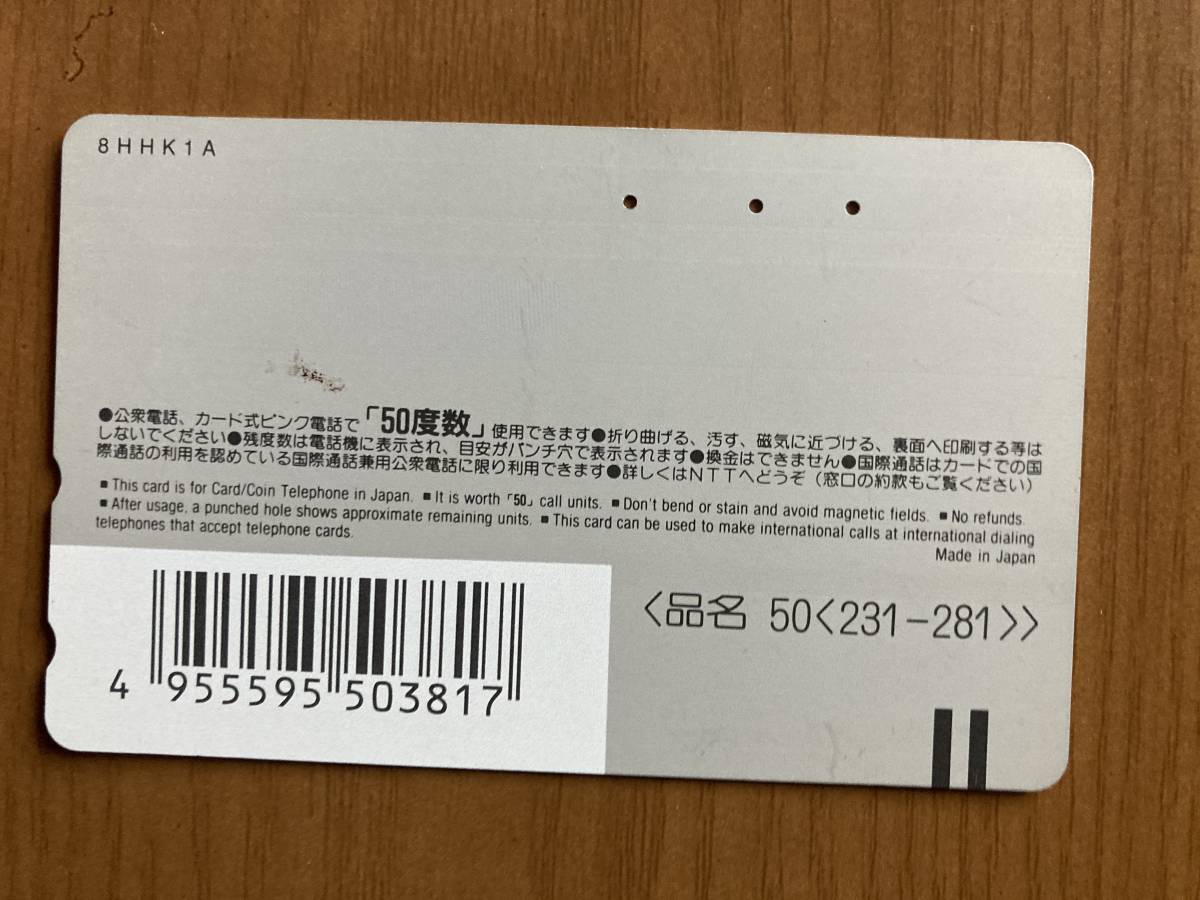 8HHK1A
●公衆電話、カード式ピンク電話で「50度数」使用できます●折り曲げる、汚す、磁気に近づける、裏面へ印刷する等は
しないでください●残度数は電話機に表示され、目安がパンチ穴で表示されます●換金はできません●国際通話はカードでの国
際通話の利用を認めている国際通話兼用公衆電話に限り利用できます●詳しくはNTTへどうぞ(窓口の約款もご覧ください)
■This card is for Card/Coin Telephone in Japan. ■It is worth「50」call units. ■Don't bend or stain and avoid magnetic fields. ■No refunds.
■After usage, a punched hole shows approximate remaining units. ■This card can be used to make international calls at international dialing
telephones that accept telephone cards.
Made in Japan
〈品名 50〈231-281〉〉
4 955595 503817